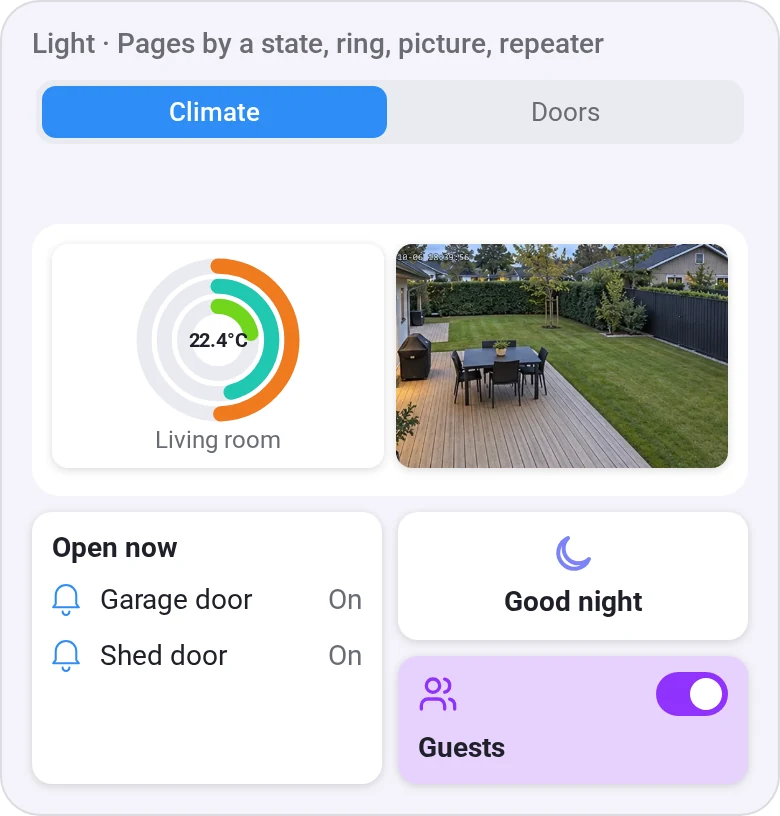 Light · Pages by a state, ring, picture, repeater
Climate
Doors
22.4°C
Living room
Open now
Garage door On
Shed door On
Good night
Guests